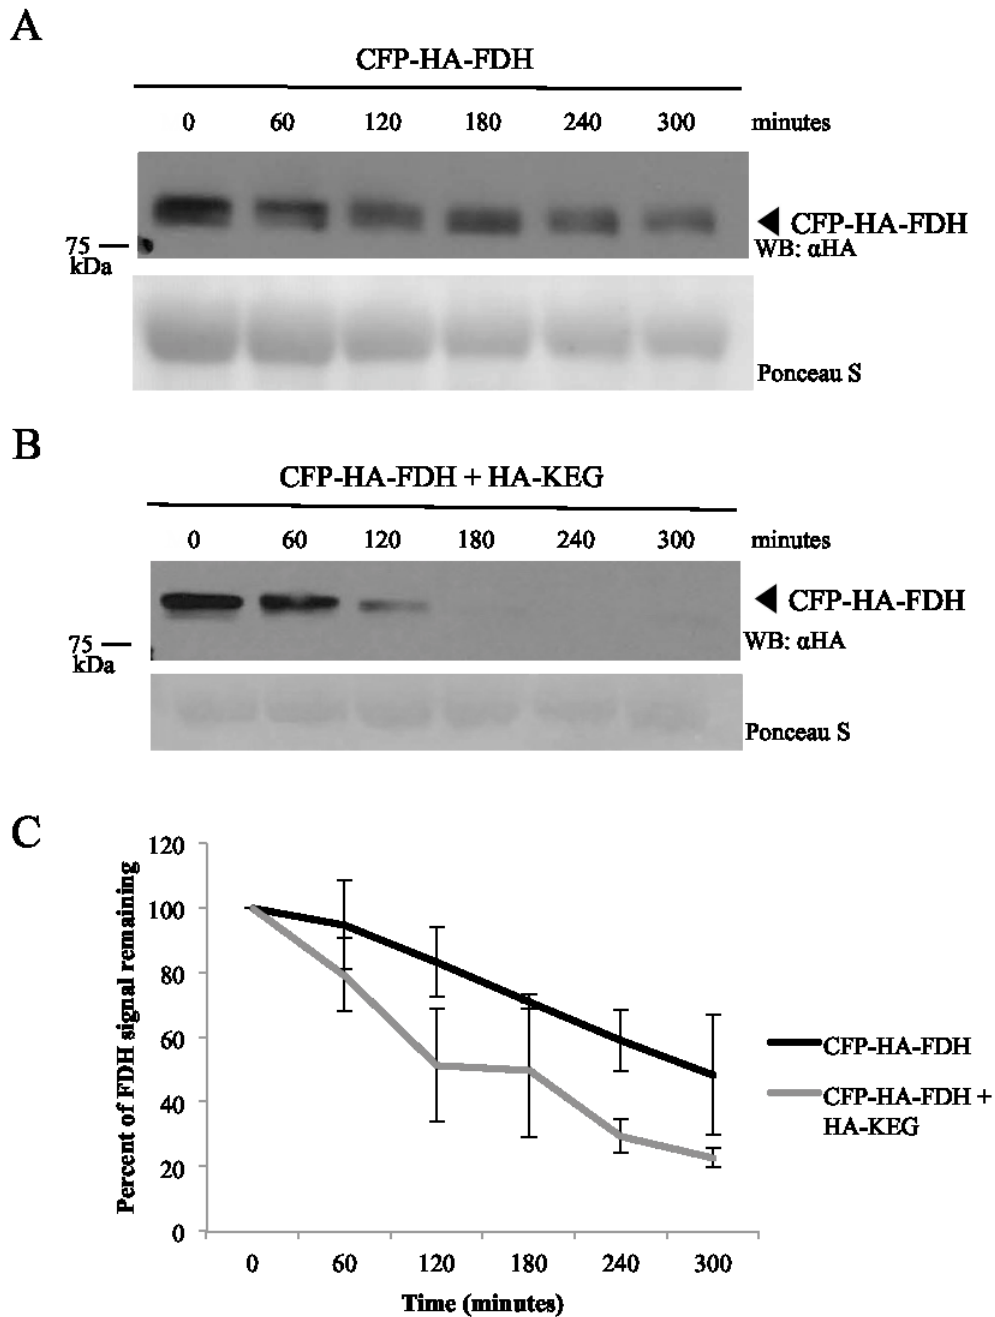 A
CFP-HA-FDH
0 60 120 180 240 300 minutes
CFP-HA-FDH
75
kDa
WB: αHA
Ponceau S
B
CFP-HA-FDH + HA-KEG
0 60 120 180 240 300 minutes
CFP-HA-FDH
75
kDa
WB: αHA
Ponceau S
C
Percent of FDH signal remaining
120
100
80
60
40
20
0
0 60 120 180 240 300
Time (minutes)
CFP-HA-FDH
CFP-HA-FDH +
HA-KEG